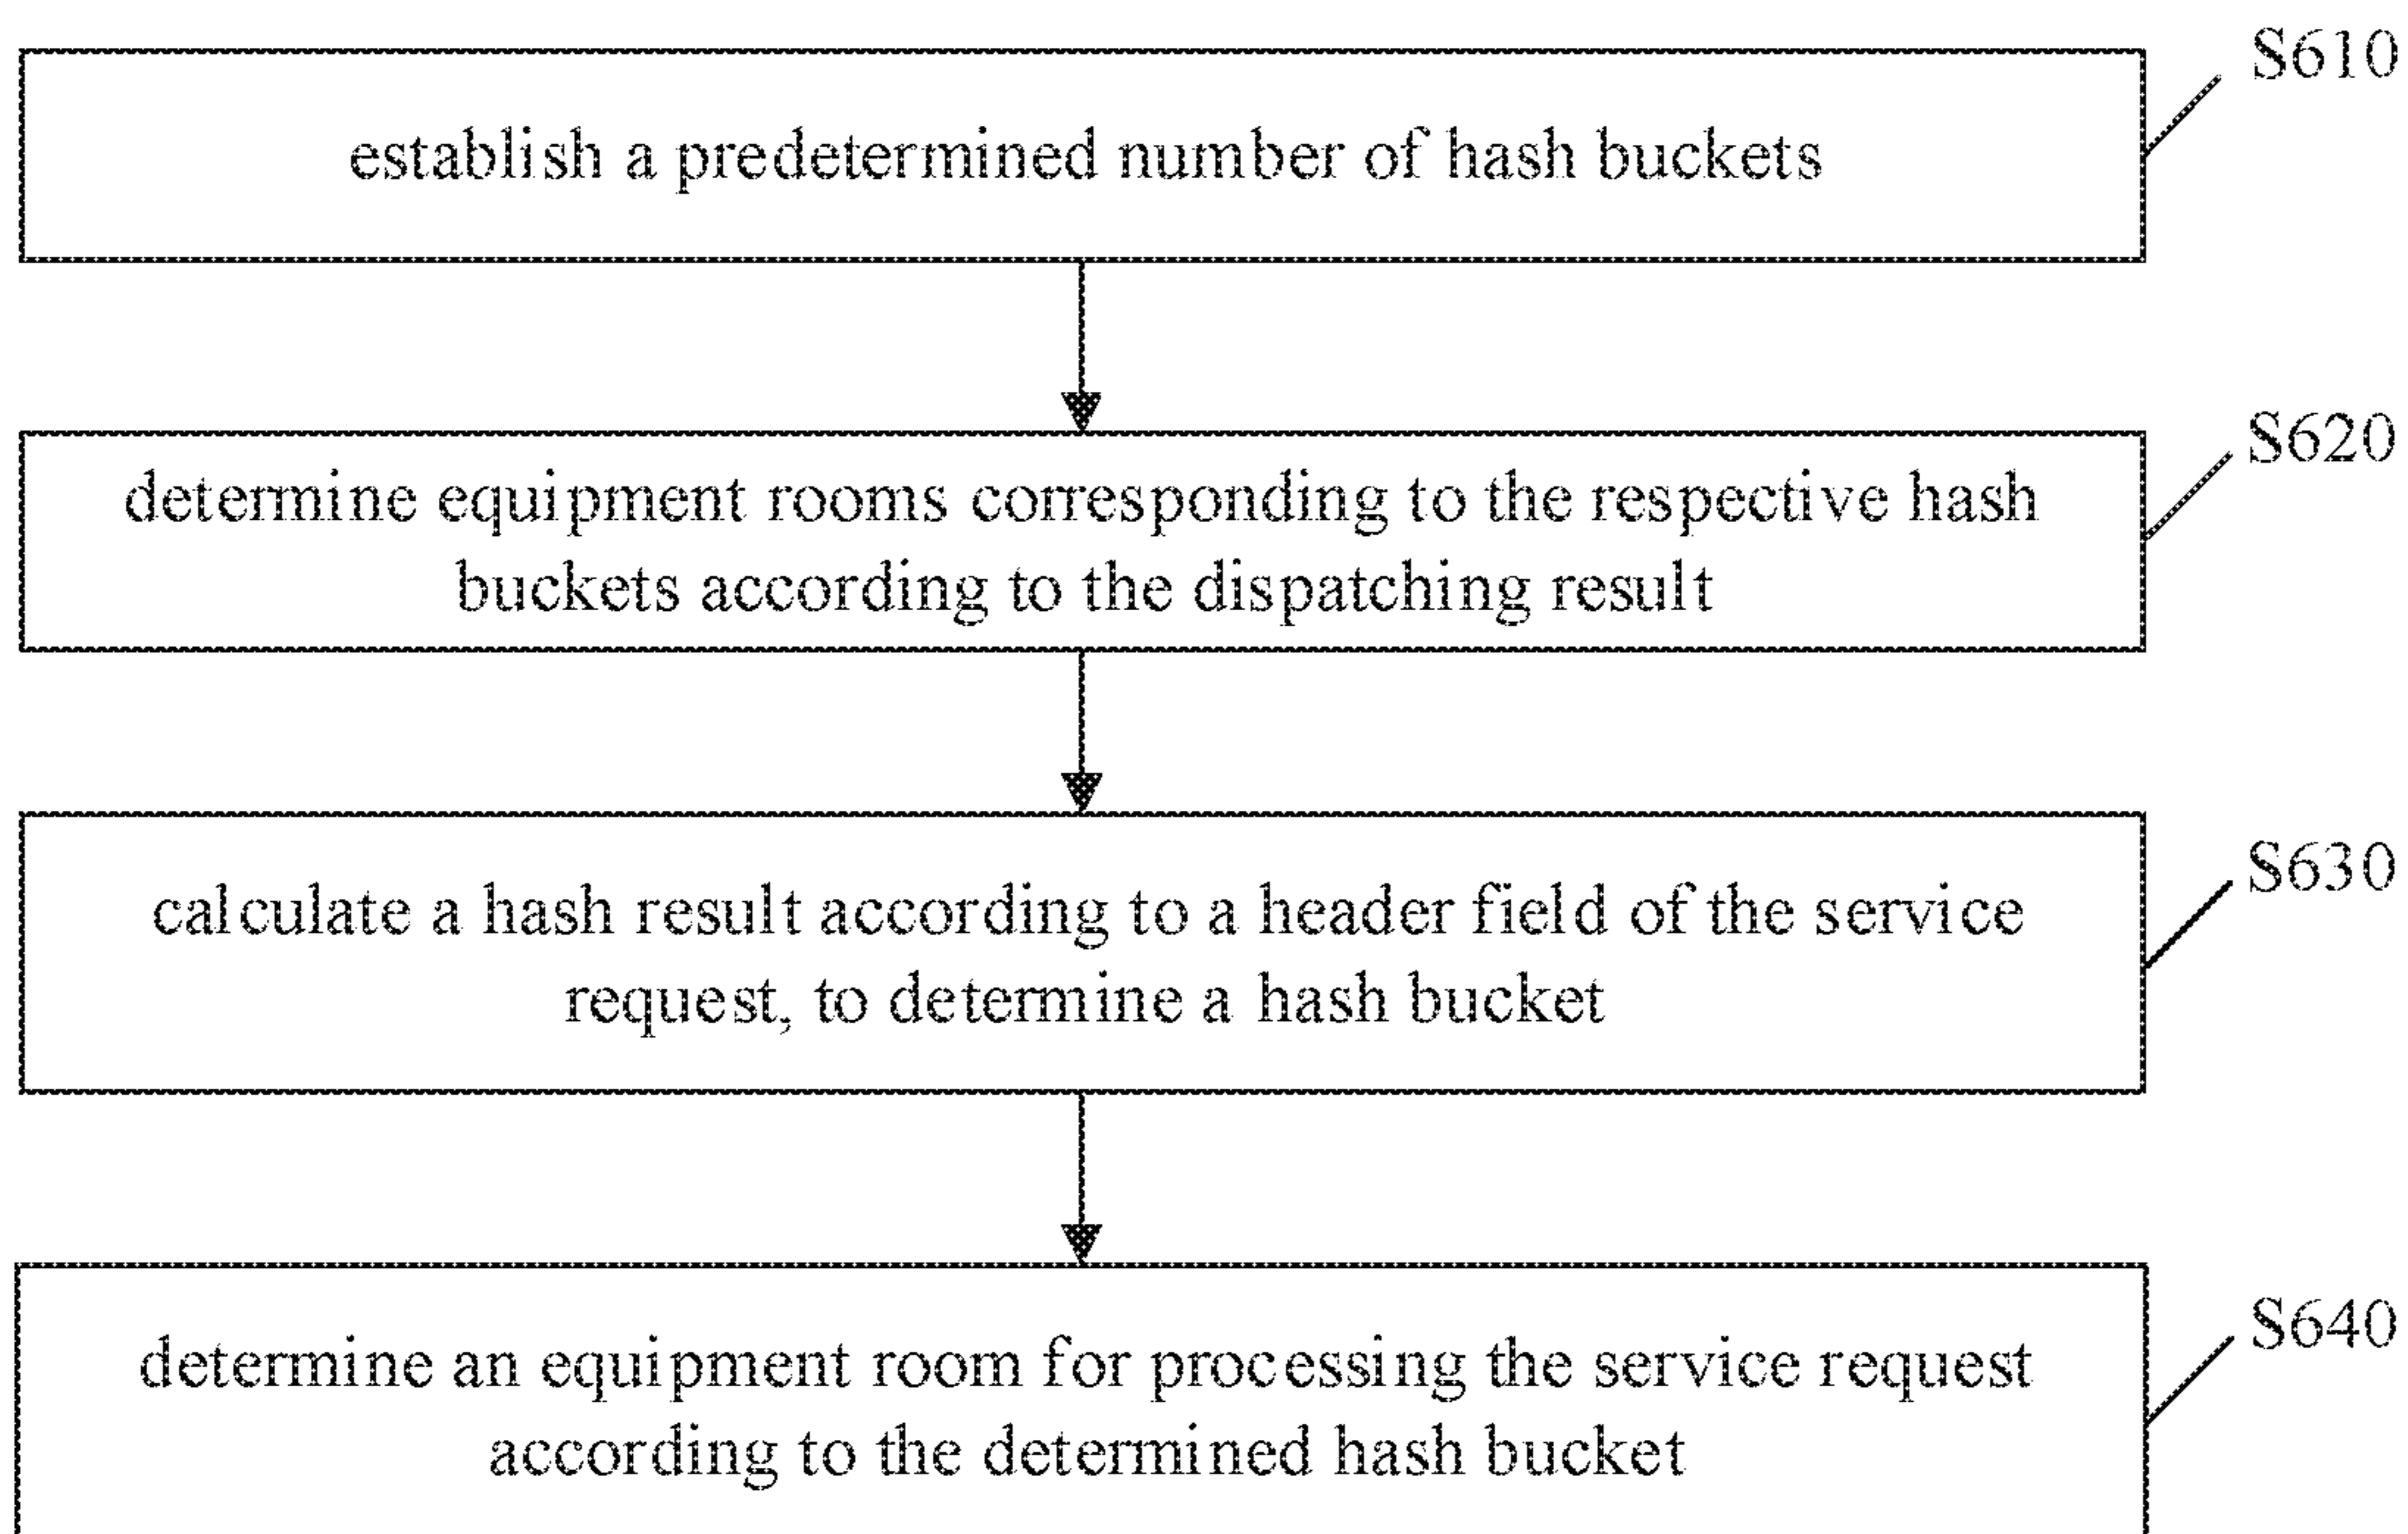 S610
establish a predetermined number of hash buckets
S620
determine equipment rooms corresponding to the respective hash
buckets according to the dispatching result
S630
calculate a hash result according to a header field of the service
request, to determine a hash bucket
S640
determine an equipment room for processing the service request
according to the determined hash bucket